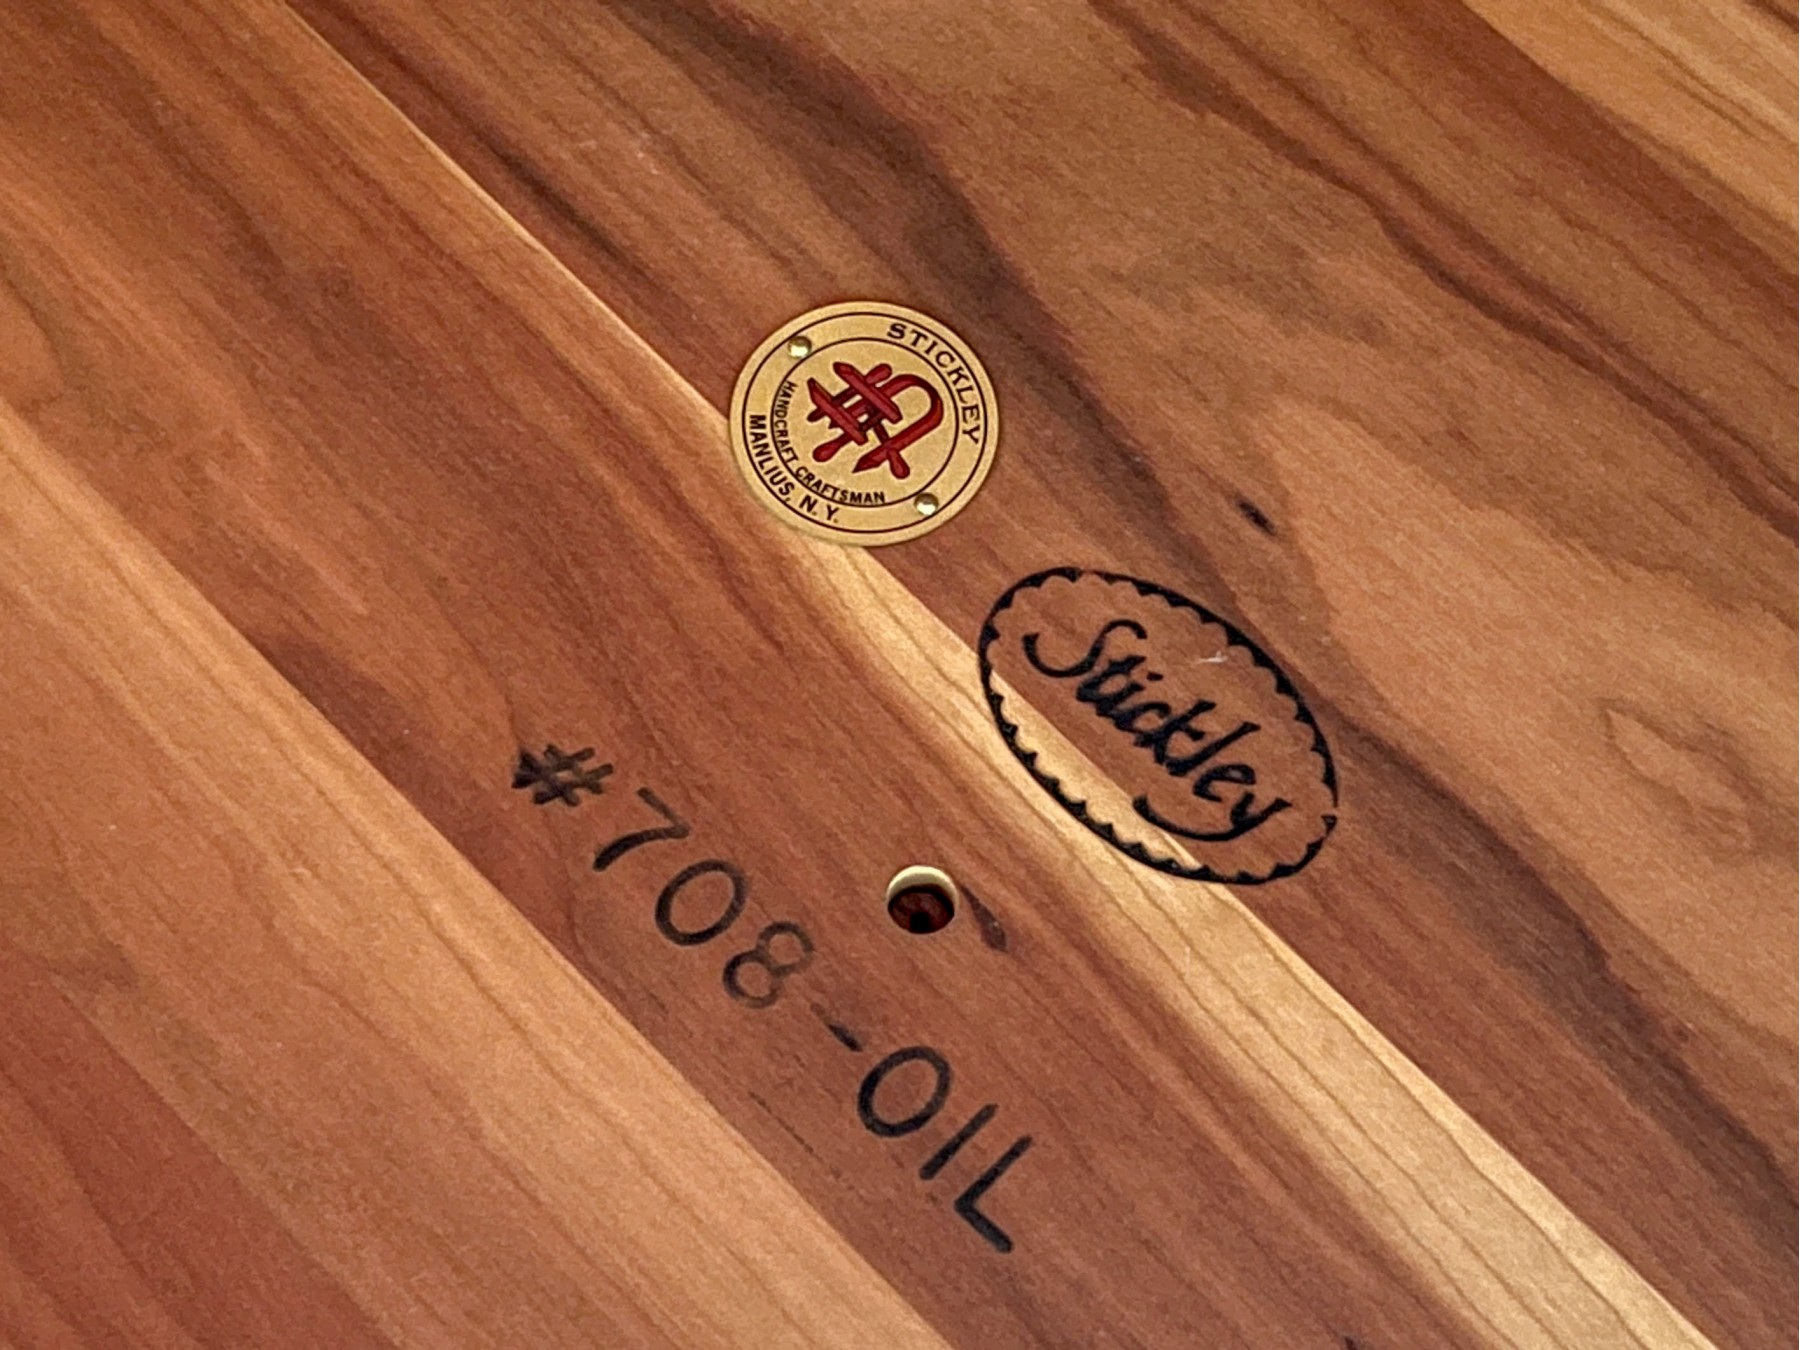 STICKLEY
HANDCRAFT CRAFTSMAN
MANLIUS, N.Y.
Stickley
#708-OIL